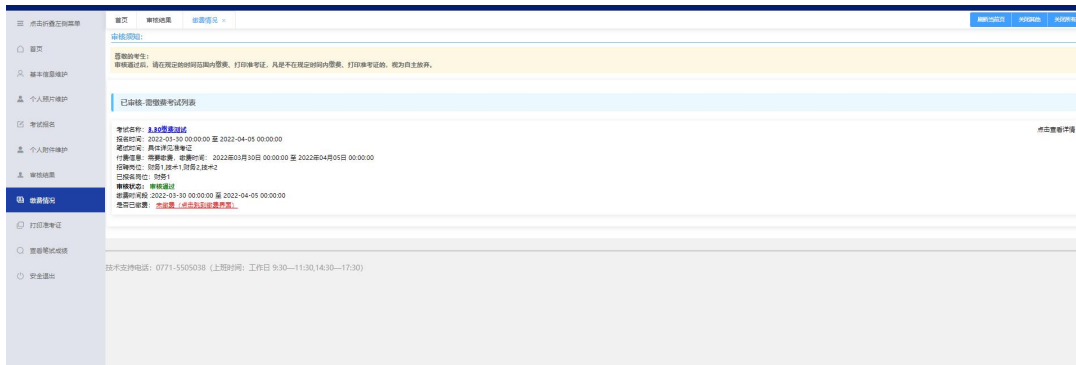 点击折叠左侧菜单
首页
基本信息维护
个人照片维护
考试报名
个人附件维护
审核结果
缴费情况
打印准考证
查看笔试成绩
安全退出
首页 审核结果 缴费情况 ×
刷新当前页 关闭其他 关闭所有
审核须知:
尊敬的考生:
审核通过后, 请在规定的时间范围内缴费、打印准考证, 凡是不在规定时间内缴费、打印准考证的, 视为自主放弃。
已审核-需缴费考试列表
考试名称: 3.30缴费测试
点击查看详情
报名时间: 2022-03-30 00:00:00 至 2022-04-05 00:00:00
笔试时间: 具体详见准考证
付费信息: 需要缴费, 缴费时间: 2022年03月30日 00:00:00 至 2022年04月05日 00:00:00
招聘岗位: 财务1,技术1,财务2,技术2
已报名岗位: 财务1
审核状态: 审核通过
缴费时间段:2022-03-30 00:00:00 至 2022-04-05 00:00:00
是否已缴费: 未缴费 (点击到到缴费界面)
技术支持电话: 0771-5505038 (上班时间: 工作日 9:30—11:30,14:30—17:30)